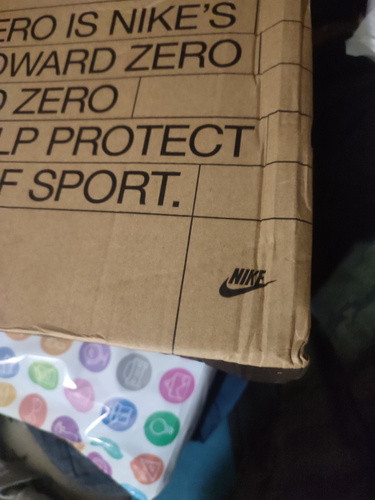 ERO IS NIKE'S
OWARD ZERO
O ZERO
LP PROTECT
F SPORT.
NIKE